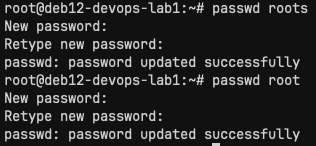 root@deb12-devops-lab1:~# passwd roots
New password:
Retype new password:
passwd: password updated successfully
root@deb12-devops-lab1:~# passwd root
New password:
Retype new password:
passwd: password updated successfully